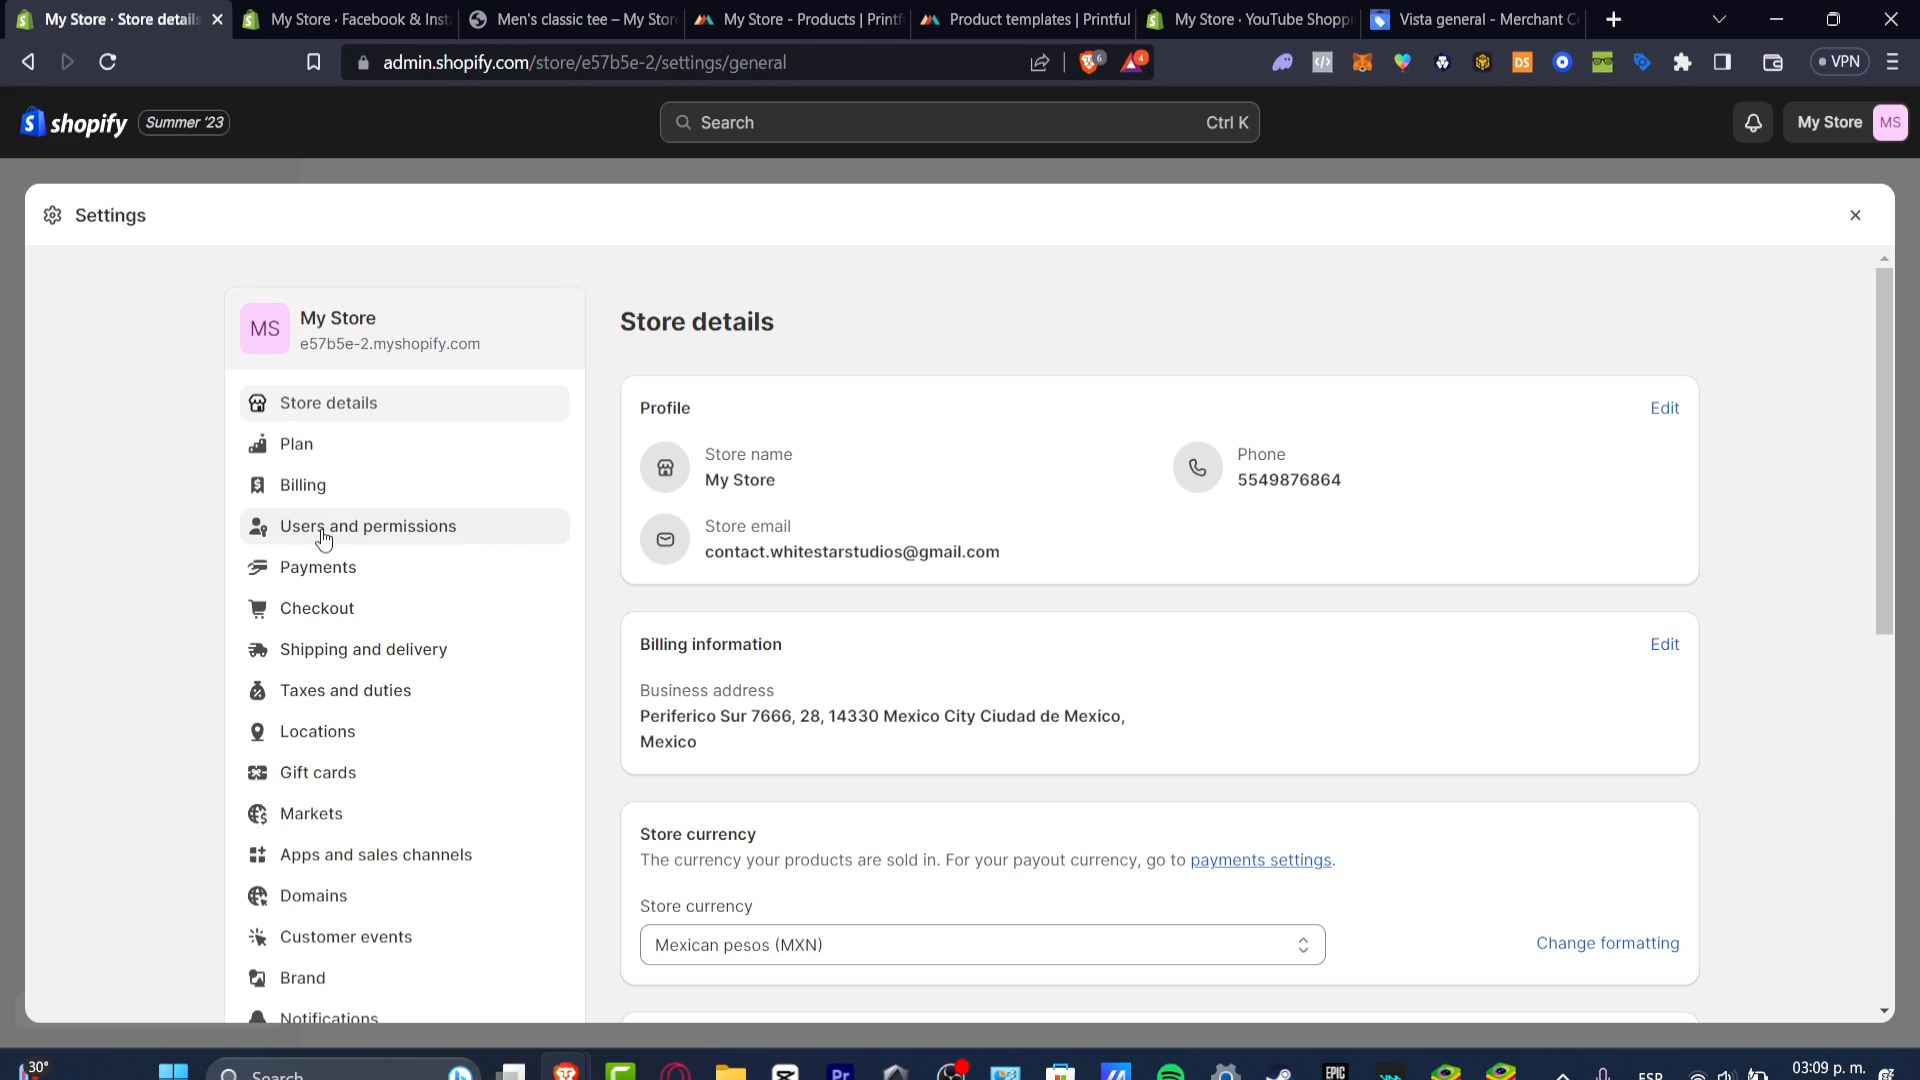 My Store · Store details
My Store · Facebook & Inst
Men's classic tee – My Store
My Store - Products | Printf
Product templates | Printful
My Store · YouTube Shoppi
Vista general - Merchant C
admin.shopify.com/store/e57b5e-2/settings/general
6
4
DS
VPN
shopify
Summer '23
Search
Ctrl K
My Store
MS
Settings
MS
My Store
e57b5e-2.myshopify.com
Store details
Plan
Billing
Users and permissions
Payments
Checkout
Shipping and delivery
Taxes and duties
Locations
Gift cards
Markets
Apps and sales channels
Domains
Customer events
Brand
Notifications
Store details
Profile
Edit
Store name
My Store
Phone
5549876864
Store email
contact.whitestarstudios@gmail.com
Billing information
Edit
Business address
Periferico Sur 7666, 28, 14330 Mexico City Ciudad de Mexico,
Mexico
Store currency
The currency your products are sold in. For your payout currency, go to payments settings.
Store currency
Mexican pesos (MXN)
Change formatting
30°
Search
Pr
EPIC
ESP
03:09 p. m.